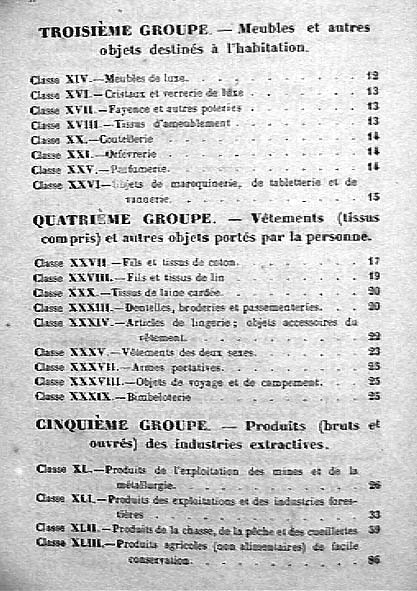 TROISIÈME GROUPE. — Meubles et autres
objets destinés à l'habitation.
Classe XIV.—Meubles de luxe. . . . . . . . . . 12
Classe XVI.—Cristaux et verrerie de luxe . . . . . . 13
Classe XVII.—Fayence et autres poteries . . . . . . 13
Classe XVIII.—Tissus d'ameublement . . . . . . . 13
Classe XX.—Coutellerie . . . . . . . . . . . 14
Classe XXI.—Orfèvrerie . . . . . . . . . . . 14
Classe XXV.—Parfumerie. . . . . . . . . . . 14
Classe XXVI—Objets de maroquinerie, de tabletterie et de
vannerie. . . . . . . . . . 15
QUATRIÈME GROUPE. — Vêtements (tissus
compris) et autres objets portés par la personne.
Classe XXVII.—Fils et tissus de coton. . . . . . . . 17
Classe XXVIII.—Fils et tissus de lin . . . . . . . . 19
Classe XXX.—Tissus de laine cardée. . . . . . . . 20
Classe XXXIII.—Dentelles, broderies et passementeries. . . . 20
Classe XXXIV.—Articles de lingerie; objets accessoires du
vêtement. . . . . . . . . . 22
Classe XXXV.—Vêtements des deux sexes. . . . . . 23
Classe XXXVII.—Armes portatives. . . . . . . . 25
Classe XXXVIII.—Objets de voyage et de campement. . . . 25
Classe XXXIX.—Bimbeloterie . . . . . . . . . 25
CINQUIÈME GROUPE. — Produits (bruts et
ouvrés) des industries extractives.
Classe XL.—Produits de l'exploitation des mines et de la
métallurgie. . . . . . . . . . 26
Classe XLI.—Produits des exploitations et des industries fores-
tières . . . . . . . . . . 33
Classe XLII.—Produits de la chasse, de la pêche et des cueillettes 39
Classe XLIII.—Produits agricoles (non alimentaires) de facile
conservation. . . . . . . . . . 86